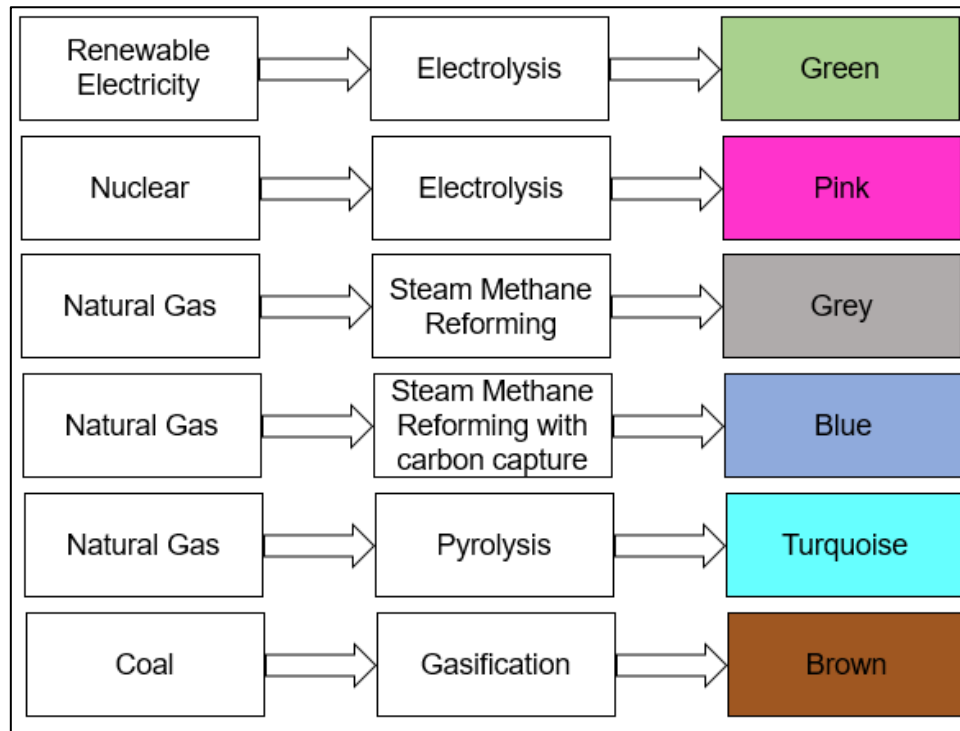 Renewable
Electricity
Electrolysis
Green
Nuclear
Electrolysis
Pink
Natural Gas
Steam Methane
Reforming
Grey
Natural Gas
Steam Methane
Reforming with
carbon capture
Blue
Natural Gas
Pyrolysis
Turquoise
Coal
Gasification
Brown